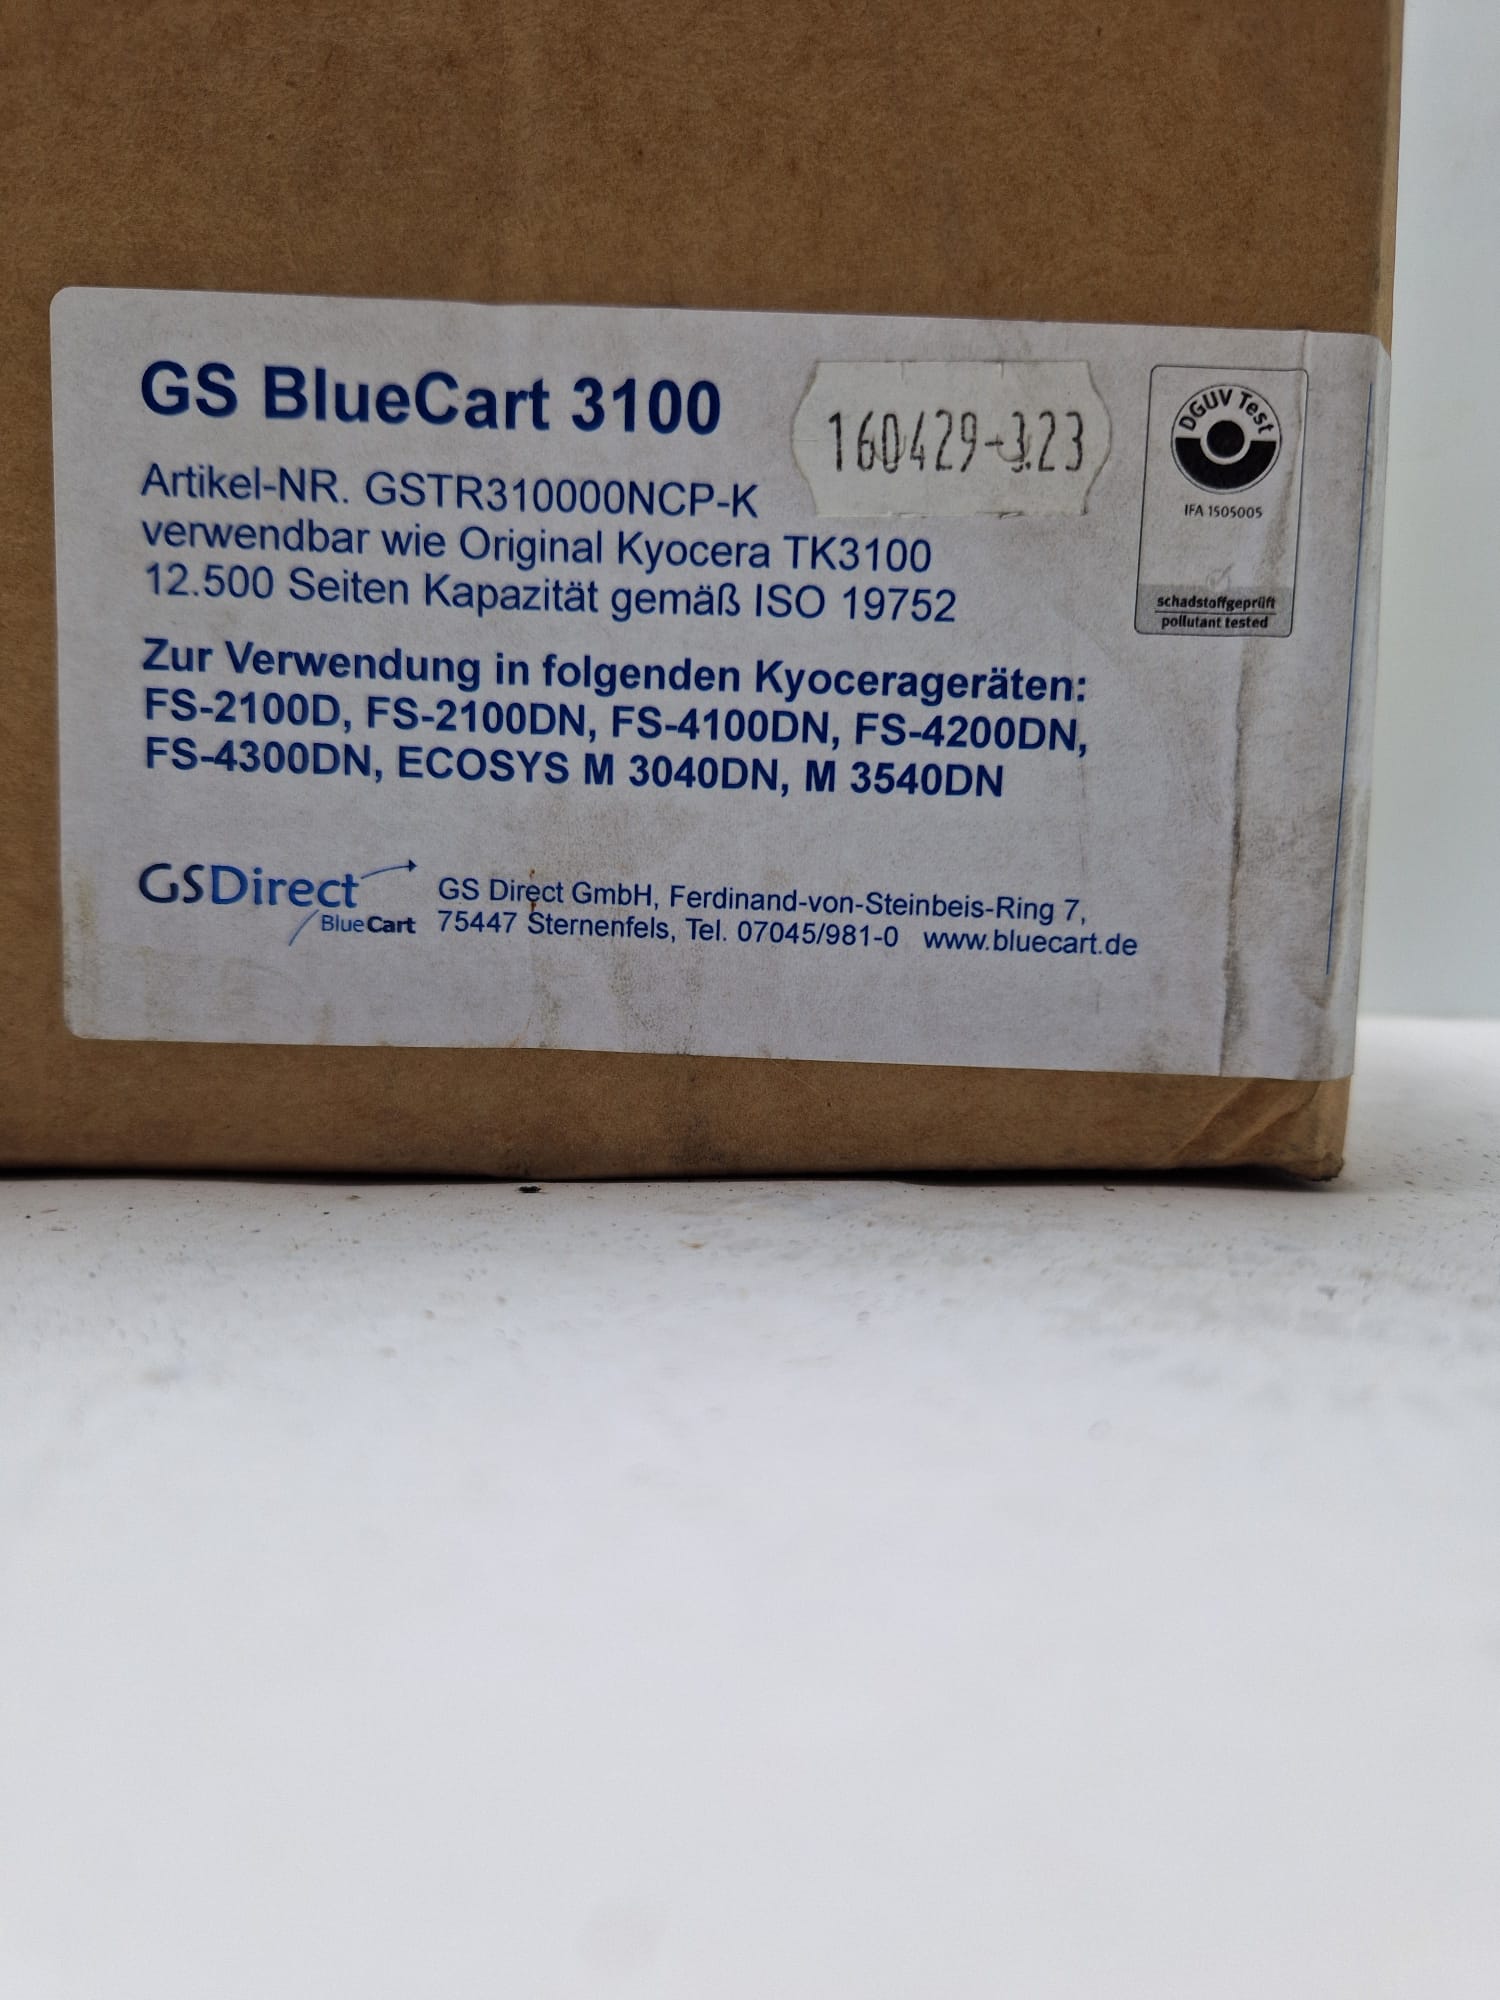 GS BlueCart 3100
160429-323
DGUV Test
IFA 1505005
schadstoffgeprüft
pollutant tested
Artikel-NR. GSTR310000NCP-K
verwendbar wie Original Kyocera TK3100
12.500 Seiten Kapazität gemäß ISO 19752
Zur Verwendung in folgenden Kyocerageräten:
FS-2100D, FS-2100DN, FS-4100DN, FS-4200DN,
FS-4300DN, ECOSYS M 3040DN, M 3540DN
GSDirect
BlueCart
GS Direct GmbH, Ferdinand-von-Steinbeis-Ring 7,
75447 Sternenfels, Tel. 07045/981-0 www.bluecart.de